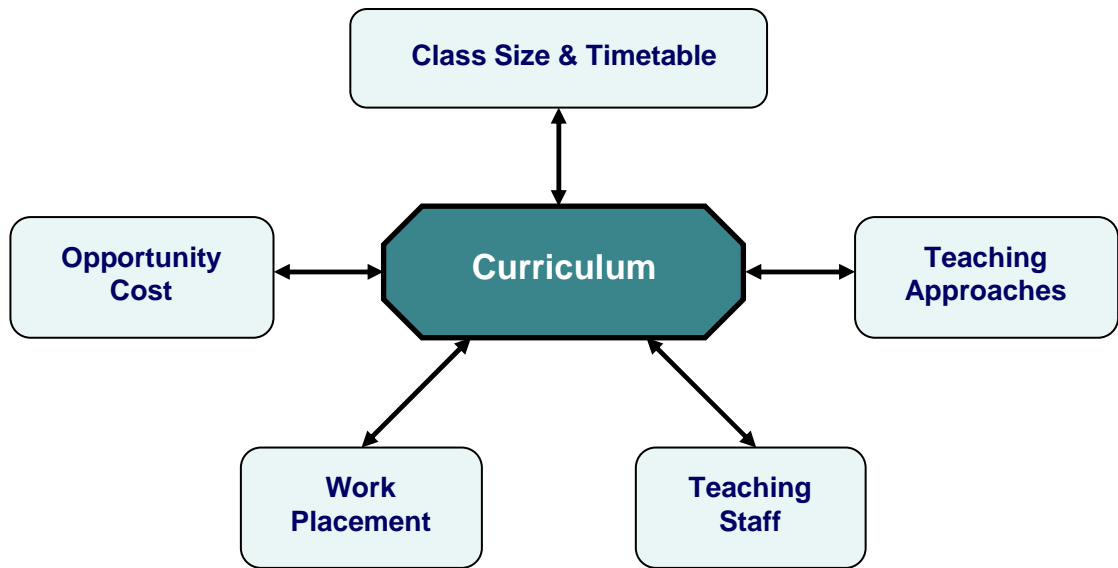 Class Size & Timetable
Opportunity
Cost
Curriculum
Teaching
Approaches
Work
Placement
Teaching
Staff